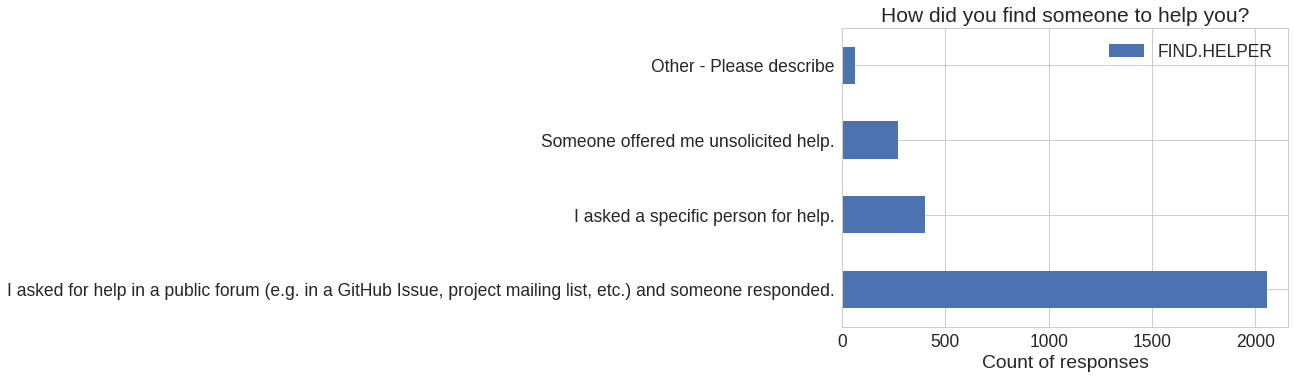 How did you find someone to help you?
FIND.HELPER
Other - Please describe
Someone offered me unsolicited help.
I asked a specific person for help.
I asked for help in a public forum (e.g. in a GitHub Issue, project mailing list, etc.) and someone responded.
0 500 1000 1500 2000
Count of responses